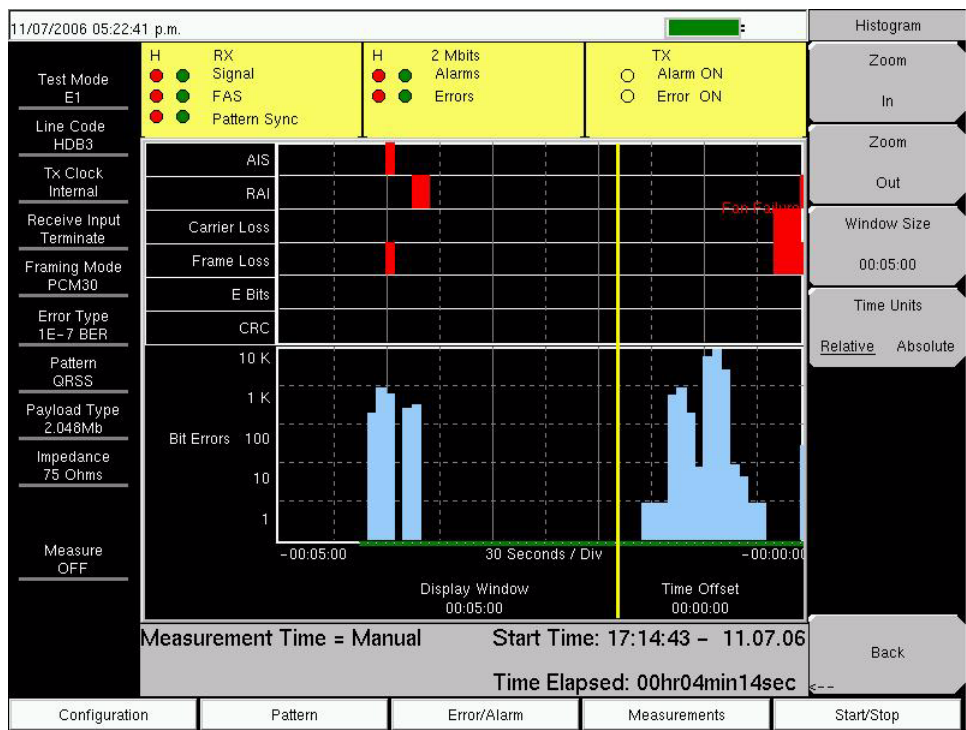 11/07/2006 05:22:41 p.m.
Histogram
Test Mode
E1
Line Code
HDB3
Tx Clock
Internal
Receive Input
Terminate
Framing Mode
PCM30
Error Type
1E-7 BER
Pattern
QRSS
Payload Type
2.048Mb
Impedance
75 Ohms
Measure
OFF
H RX
Signal
FAS
Pattern Sync
H 2 Mbits
Alarms
Errors
TX
Alarm ON
Error ON
AIS
RAI
Fan Failure
Carrier Loss
Frame Loss
E Bits
CRC
10 K
1 K
Bit Errors 100
10
1
-00:05:00 30 Seconds / Div -00:00:00
Display Window
00:05:00
Time Offset
00:00:00
Measurement Time = Manual Start Time: 17:14:43 - 11.07.06
Time Elapsed: 00hr04min14sec
Zoom
In
Zoom
Out
Window Size
00:05:00
Time Units
Relative Absolute
Back
<--
Configuration Pattern Error/Alarm Measurements Start/Stop